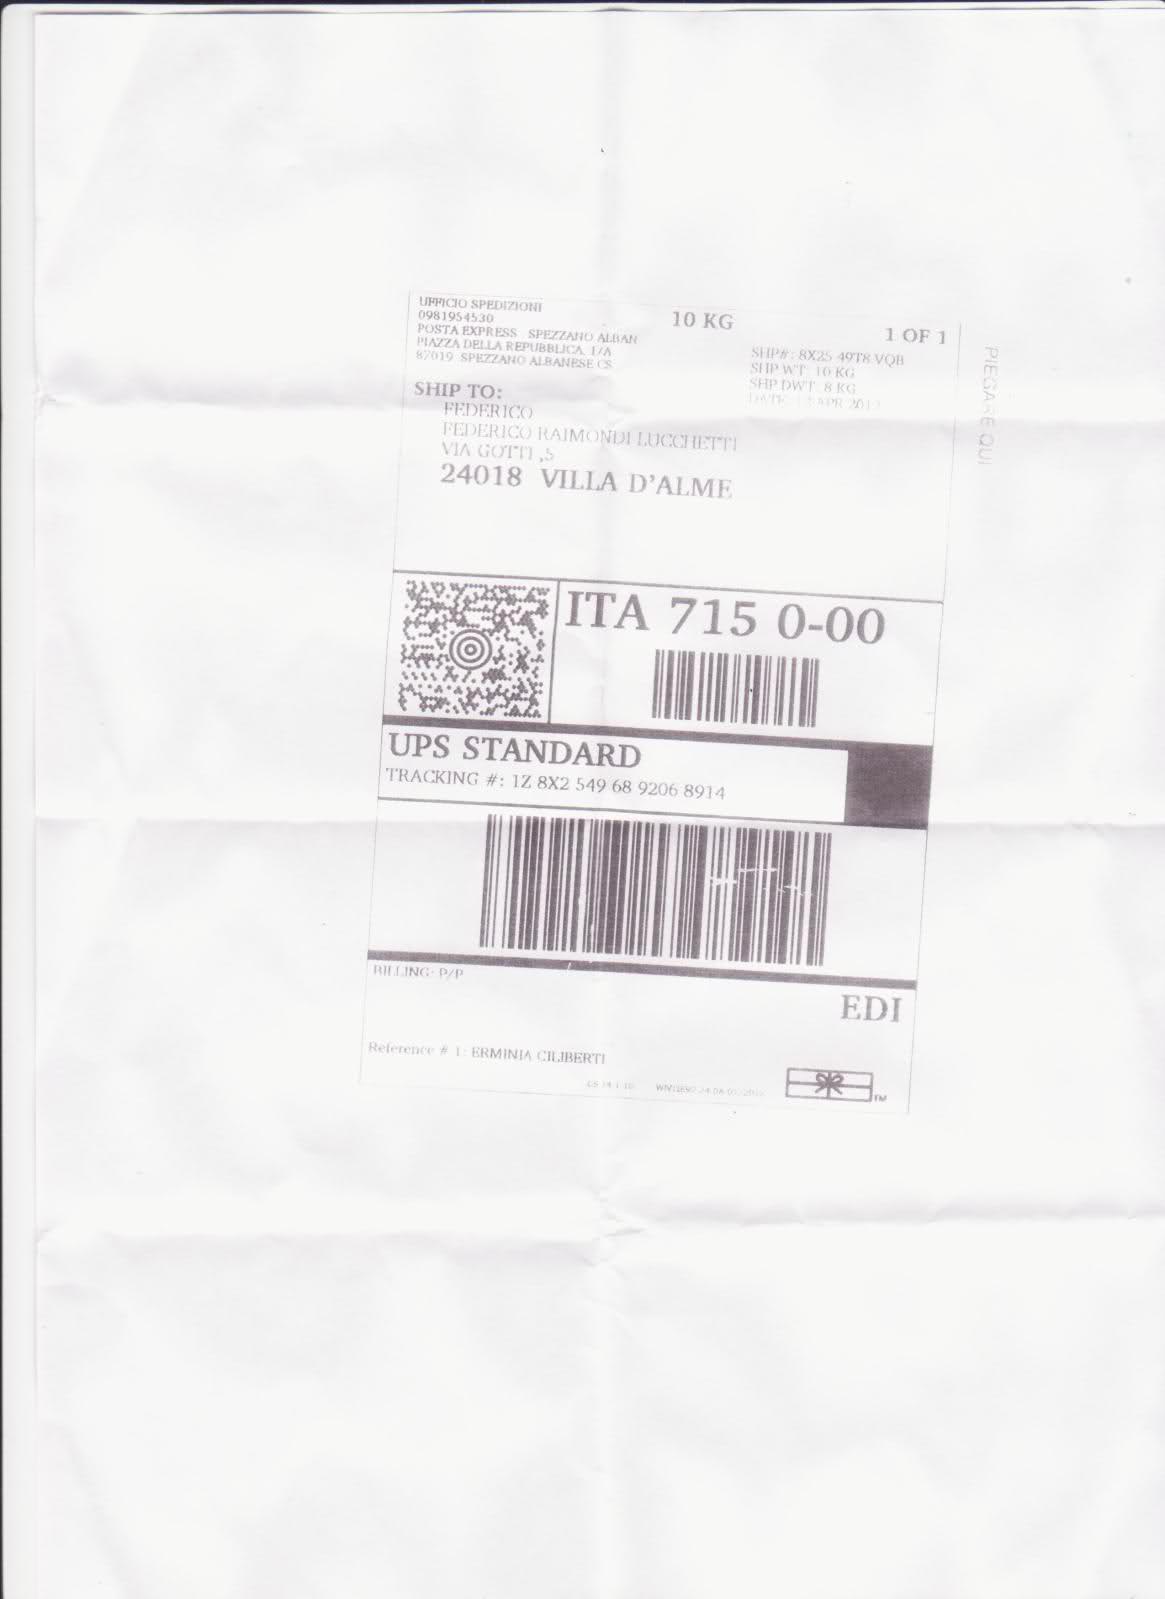 UFFICIO SPEDIZIONI
0981954530
POSTA EXPRESS . SPEZZANO ALBAN
PIAZZA DELLA REPUBBLICA, 1/A
87019 SPEZZANO ALBANESE CS
10 KG
1 OF 1
SHP#: 8X25 49T8 VQB
SHP WT: 10 KG
SHP DWT: 8 KG
DATE: APR
SHIP TO:
FEDERICO
FEDERICO RAIMONDI LUCCHETTI
VIA GOTTI ,5
24018 VILLA D'ALME
PIEGARE QUI
ITA 715 0-00
UPS STANDARD
TRACKING #: 1Z 8X2 549 68 9206 8914
BILLING: P/P
EDI
Reference # 1: ERMINIA CILIBERTI
TM